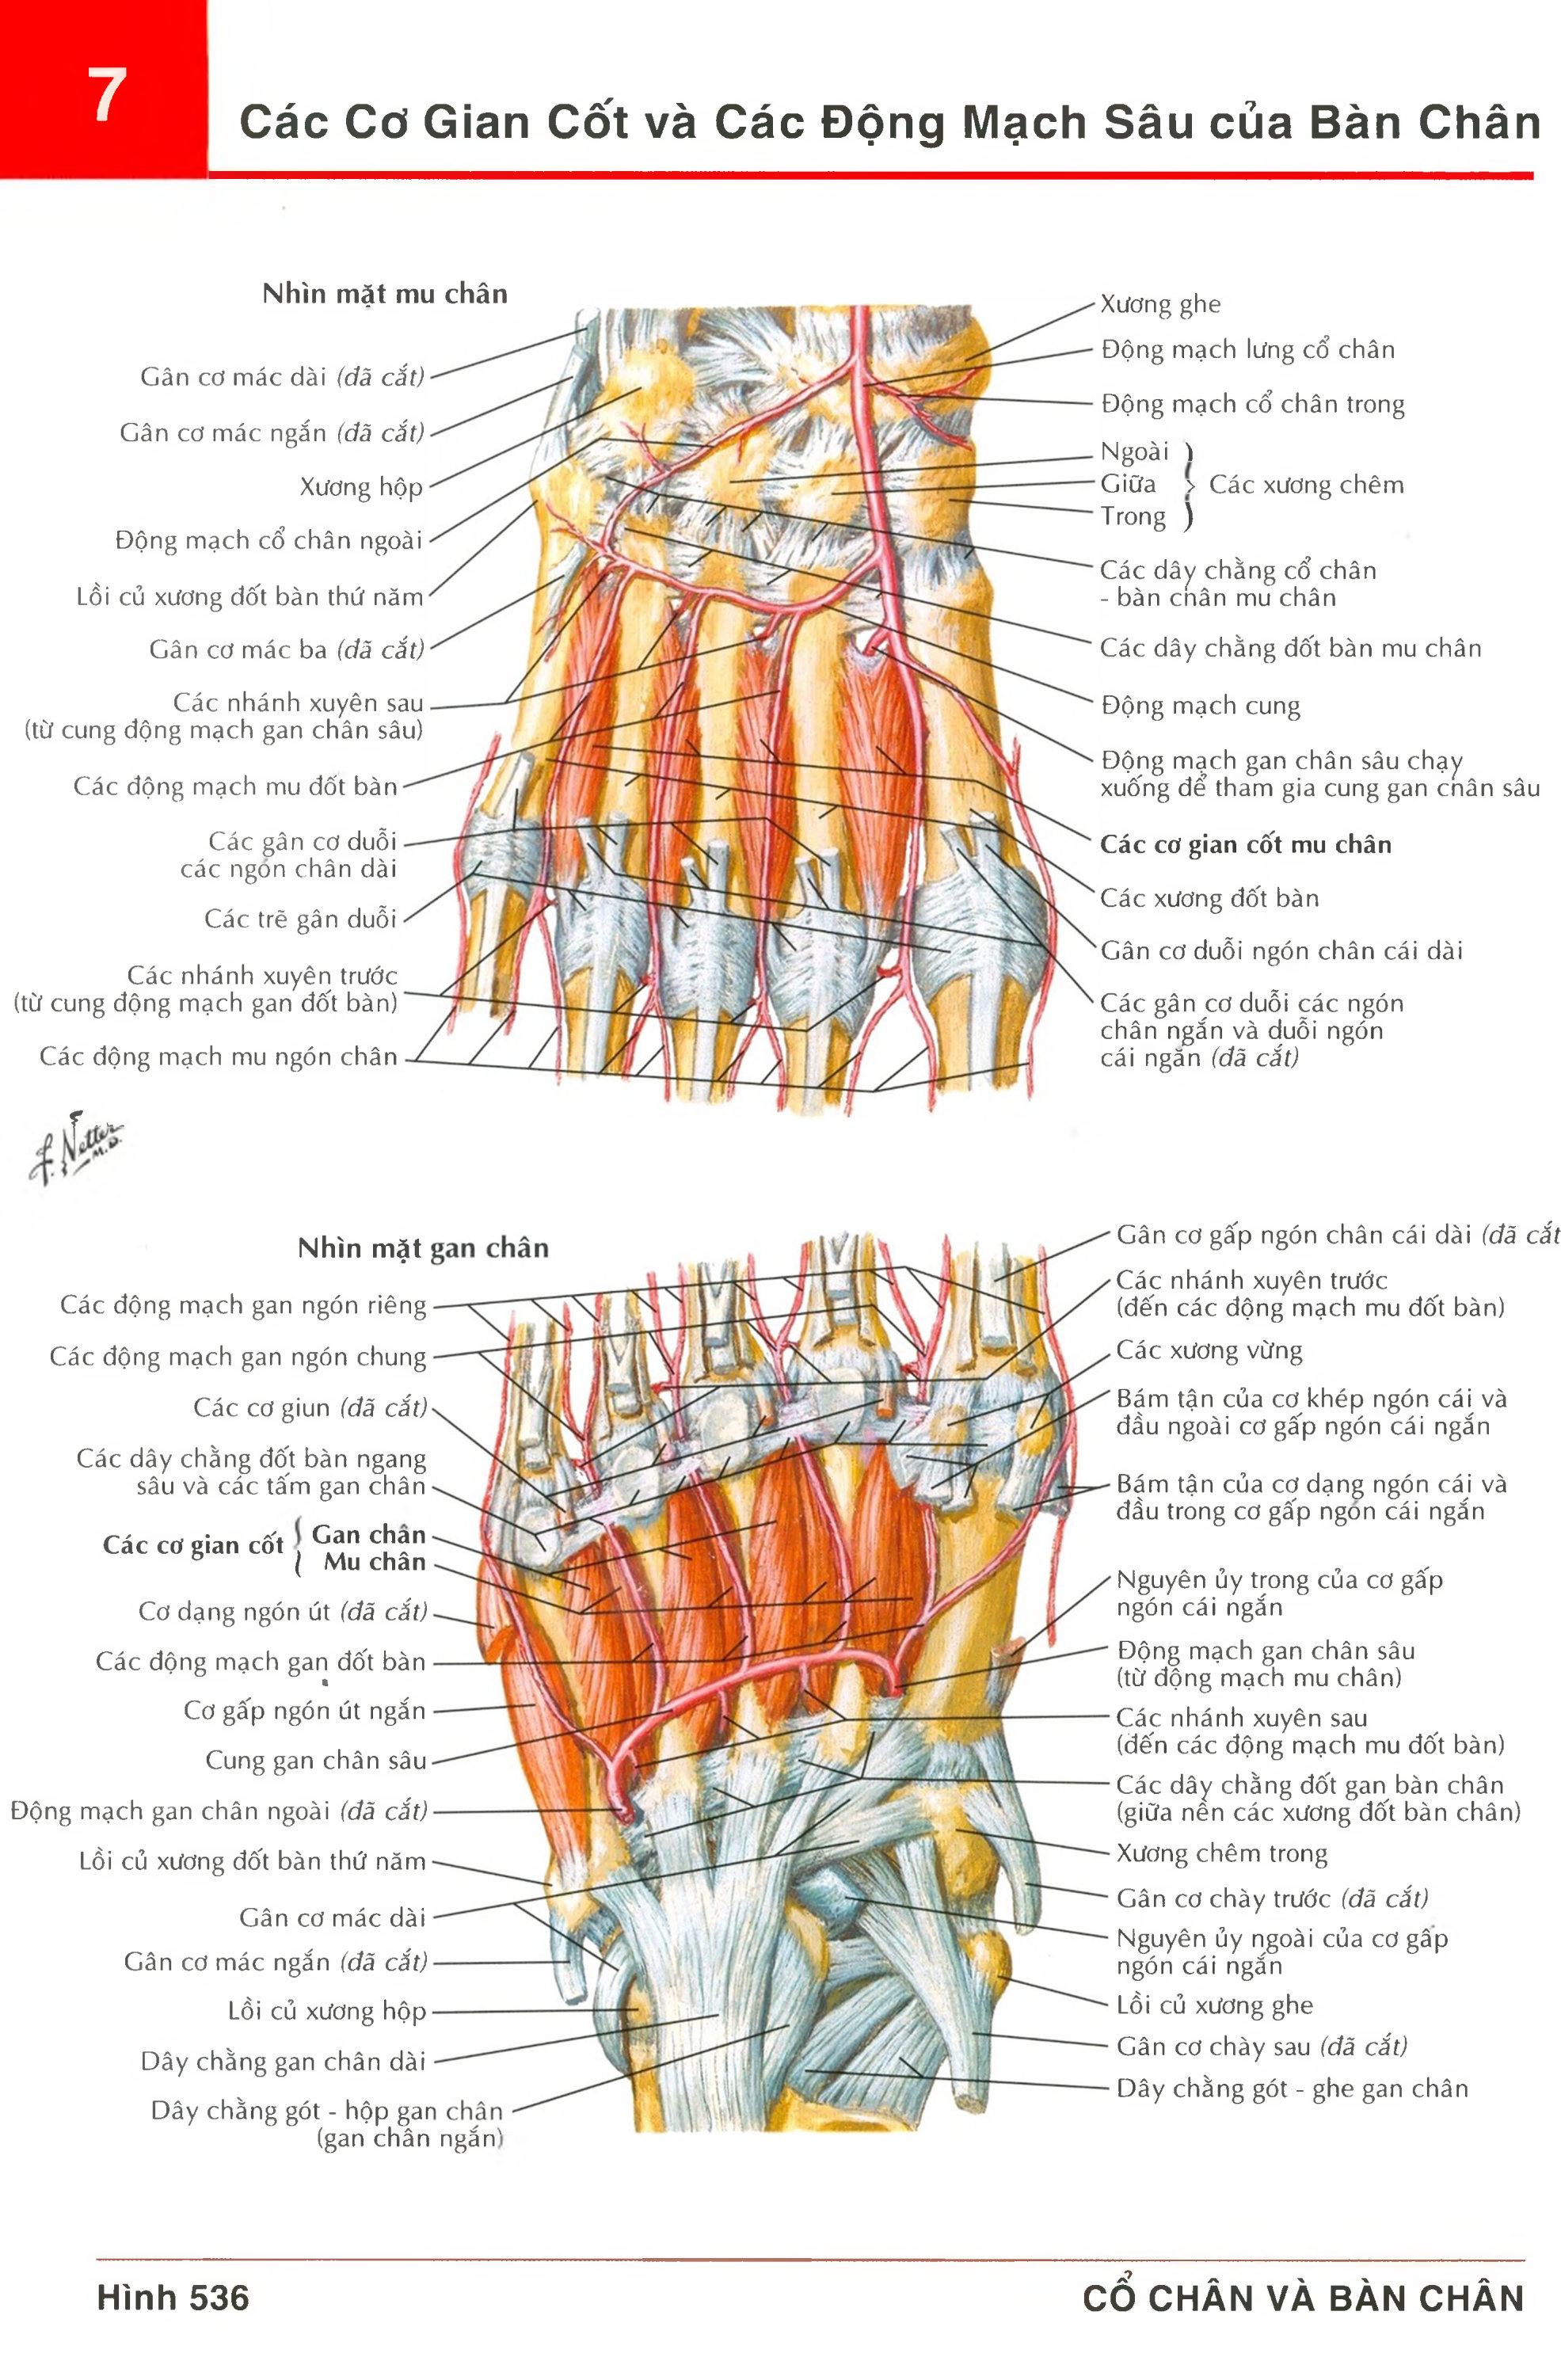 7
Các Cơ Gian Cốt và Các Động Mạch Sâu của Bàn Chân
Nhìn mặt mu chân
Gân cơ mác dài (đã cắt)
Gân cơ mác ngắn (đã cắt)
Xương hộp
Động mạch cổ chân ngoài
Lồi củ xương đốt bàn thứ năm
Gân cơ mác ba (đã cắt)
Các nhánh xuyên sau
(từ cung động mạch gan chân sâu)
Các động mạch mu đốt bàn
Các gân cơ duỗi
các ngón chân dài
Các trẽ gân duỗi
Các nhánh xuyên trước
(từ cung động mạch gan đốt bàn)
Các động mạch mu ngón chân
Xương ghe
Động mạch lưng cổ chân
Động mạch cổ chân trong
Ngoài
Giữa
Các xương chêm
Trong
Các dây chằng cổ chân
- bàn chân mu chân
Các dây chằng đốt bàn mu chân
Động mạch cung
Động mạch gan chân sâu chạy
xuống để tham gia cung gan chân sâu
Các cơ gian cốt mu chân
Các xương đốt bàn
Gân cơ duỗi ngón chân cái dài
Các gân cơ duỗi các ngón
chân ngắn và duỗi ngón
cái ngắn (đã cắt)
F. Netter
M.D.
Nhìn mặt gan chân
Các động mạch gan ngón riêng
Các động mạch gan ngón chung
Các cơ giun (đã cắt)
Các dây chằng đốt bàn ngang
sâu và các tấm gan chân
Các cơ gian cốt { Gan chân
Mu chân
Cơ dạng ngón út (đã cắt)
Các động mạch gan đốt bàn
Cơ gấp ngón út ngắn
Cung gan chân sâu
Động mạch gan chân ngoài (đã cắt)
Lồi củ xương đốt bàn thứ năm
Gân cơ mác dài
Gân cơ mác ngắn (đã cắt)
Lồi củ xương hộp
Dây chằng gan chân dài
Dây chằng gót - hộp gan chân
(gan chân ngắn)
Gân cơ gấp ngón chân cái dài (đã cắt
Các nhánh xuyên trước
(đến các động mạch mu đốt bàn)
Các xương vừng
Bám tận của cơ khép ngón cái và
đầu ngoài cơ gấp ngón cái ngắn
Bám tận của cơ dạng ngón cái và
đầu trong cơ gấp ngón cái ngắn
Nguyên ủy trong của cơ gấp
ngón cái ngắn
Động mạch gan chân sâu
(từ động mạch mu chân)
Các nhánh xuyên sau
(đến các động mạch mu đốt bàn)
Các dây chằng đốt gan bàn chân
(giữa nền các xương đốt bàn chân)
Xương chêm trong
Gân cơ chày trước (đã cắt)
Nguyên ủy ngoài của cơ gấp
ngón cái ngắn
Lồi củ xương ghe
Gân cơ chày sau (đã cắt)
Dây chằng gót - ghe gan chân
Hình 536
CỔ CHÂN VÀ BÀN CHÂN